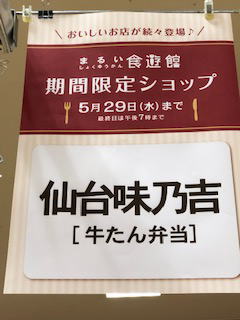 おいしいお店が続々登場♪
まるい食遊館
しょくゆうかん
期間限定ショップ
5月29日(水)まで
最終日は午後7時まで
仙台味乃吉
[牛たん弁当]